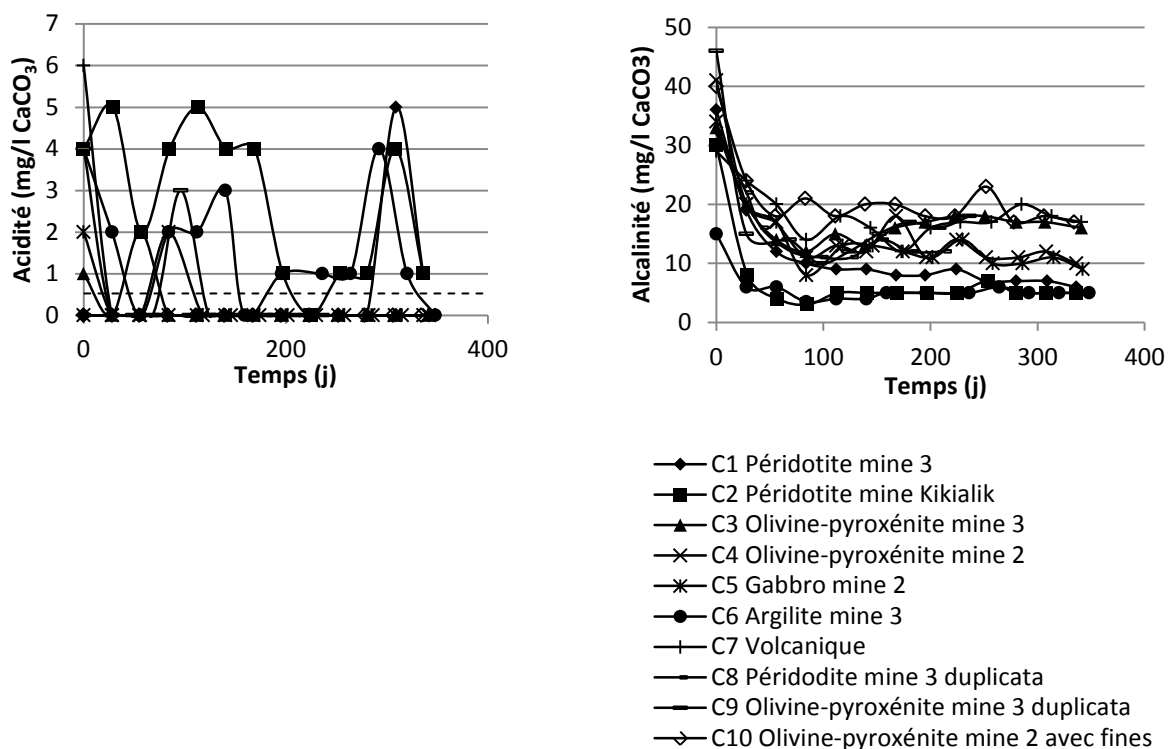 Acidité (mg/l CaCO3)
7
6
5
4
3
2
1
0
0
200
400
Temps (j)
Alcalinité (mg/l CaCO3)
50
40
30
20
10
0
0
100
200
300
400
Temps (j)
C1 Péridotite mine 3
C2 Péridotite mine Kikialik
C3 Olivine-pyroxénite mine 3
C4 Olivine-pyroxénite mine 2
C5 Gabbro mine 2
C6 Argilite mine 3
C7 Volcanique
C8 Péridodite mine 3 duplicata
C9 Olivine-pyroxénite mine 3 duplicata
C10 Olivine-pyroxénite mine 2 avec fines